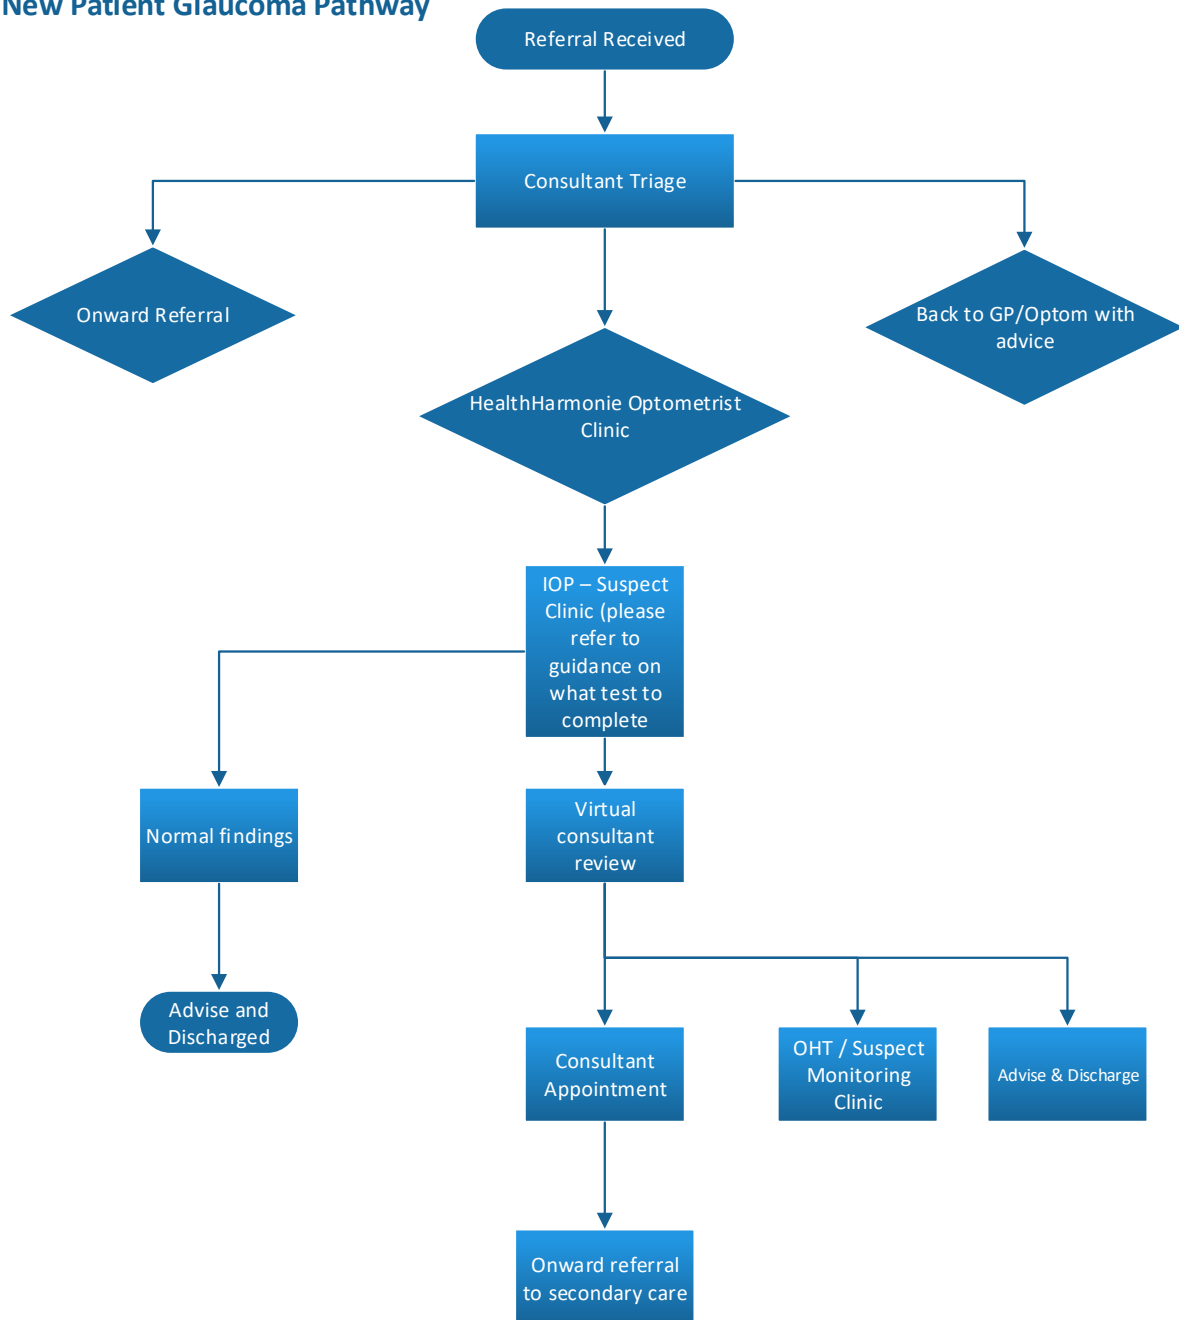 New Patient Glaucoma Pathway
Referral Received
Consultant Triage
Onward Referral
Back to GP/Optom with
advice
HealthHarmonie Optometrist
Clinic
IOP – Suspect
Clinic (please
refer to
guidance on
what test to
complete
Normal findings
Virtual
consultant
review
Advise and
Discharged
Consultant
Appointment
OHT / Suspect
Monitoring
Clinic
Advise & Discharge
Onward referral
to secondary care